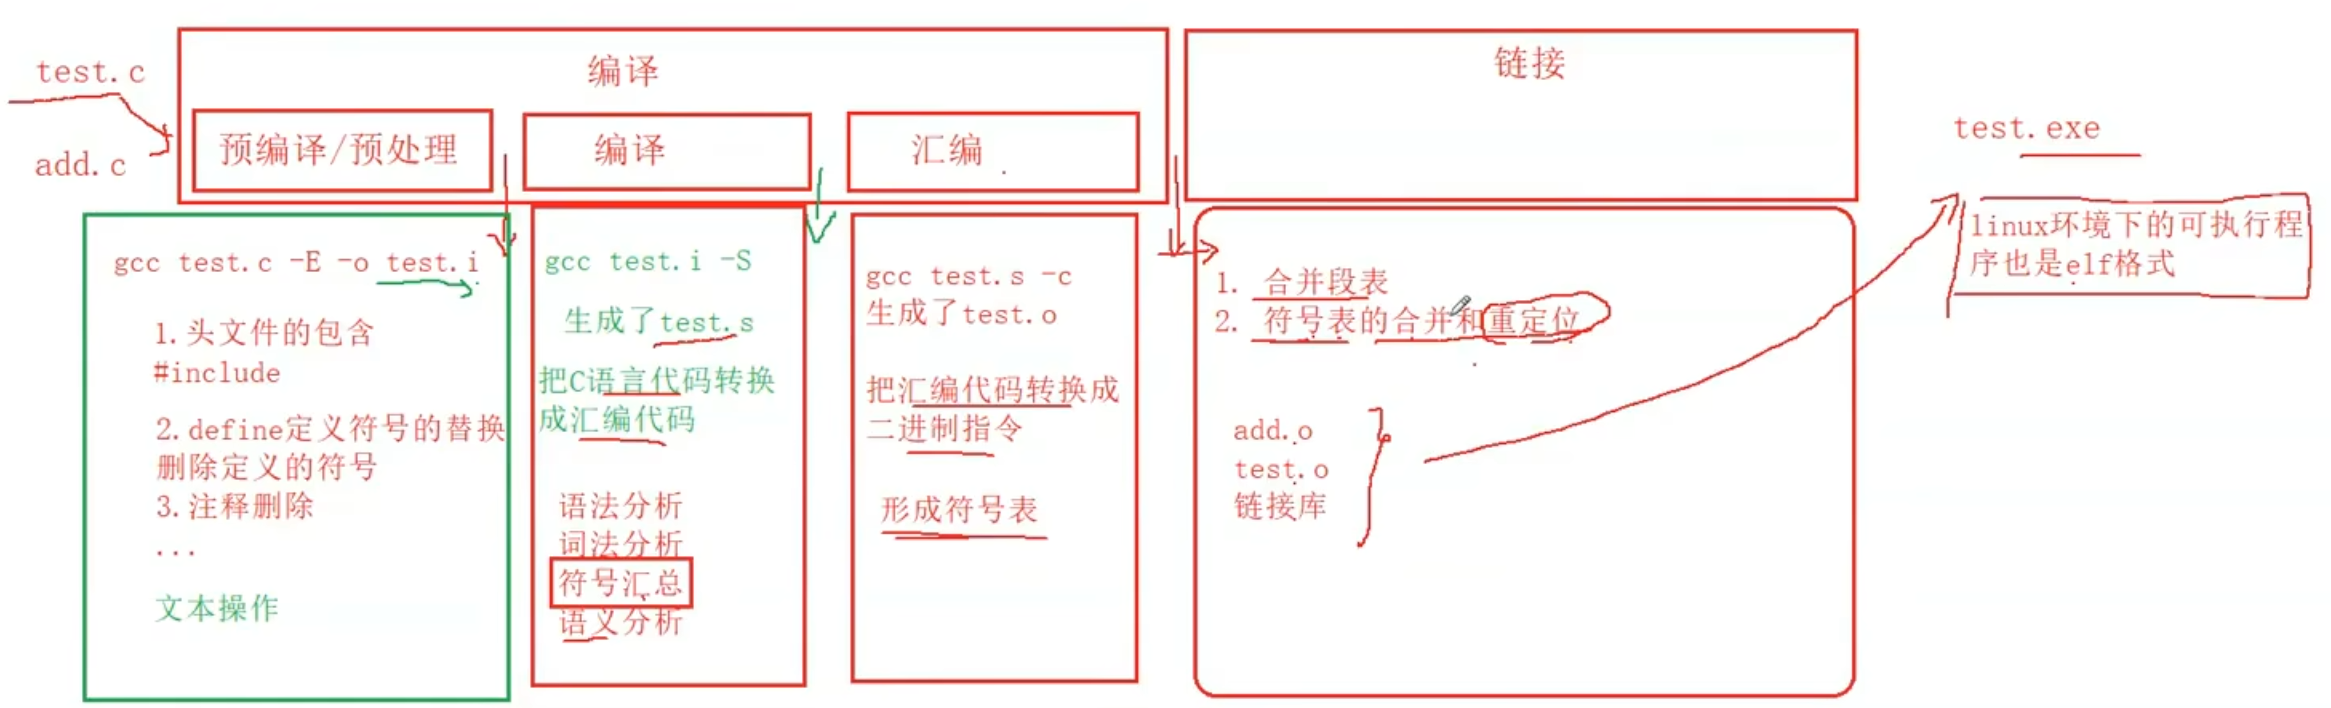 test.c
add.c
编译
预编译/预处理
编译
汇编
链接
test.exe
linux环境下的可执行程
序也是elf格式
gcc test.c -E -o test.i
1.头文件的包含
#include
2.define定义符号的替换
删除定义的符号
3.注释删除
...
文本操作
gcc test.i -S
生成了test.s
把C语言代码转换
成汇编代码
语法分析
词法分析
符号汇总
语义分析
gcc test.s -c
生成了test.o
把汇编代码转换成
二进制指令
形成符号表
1. 合并段表
2. 符号表的合并和重定位
add.o
test.o
链接库